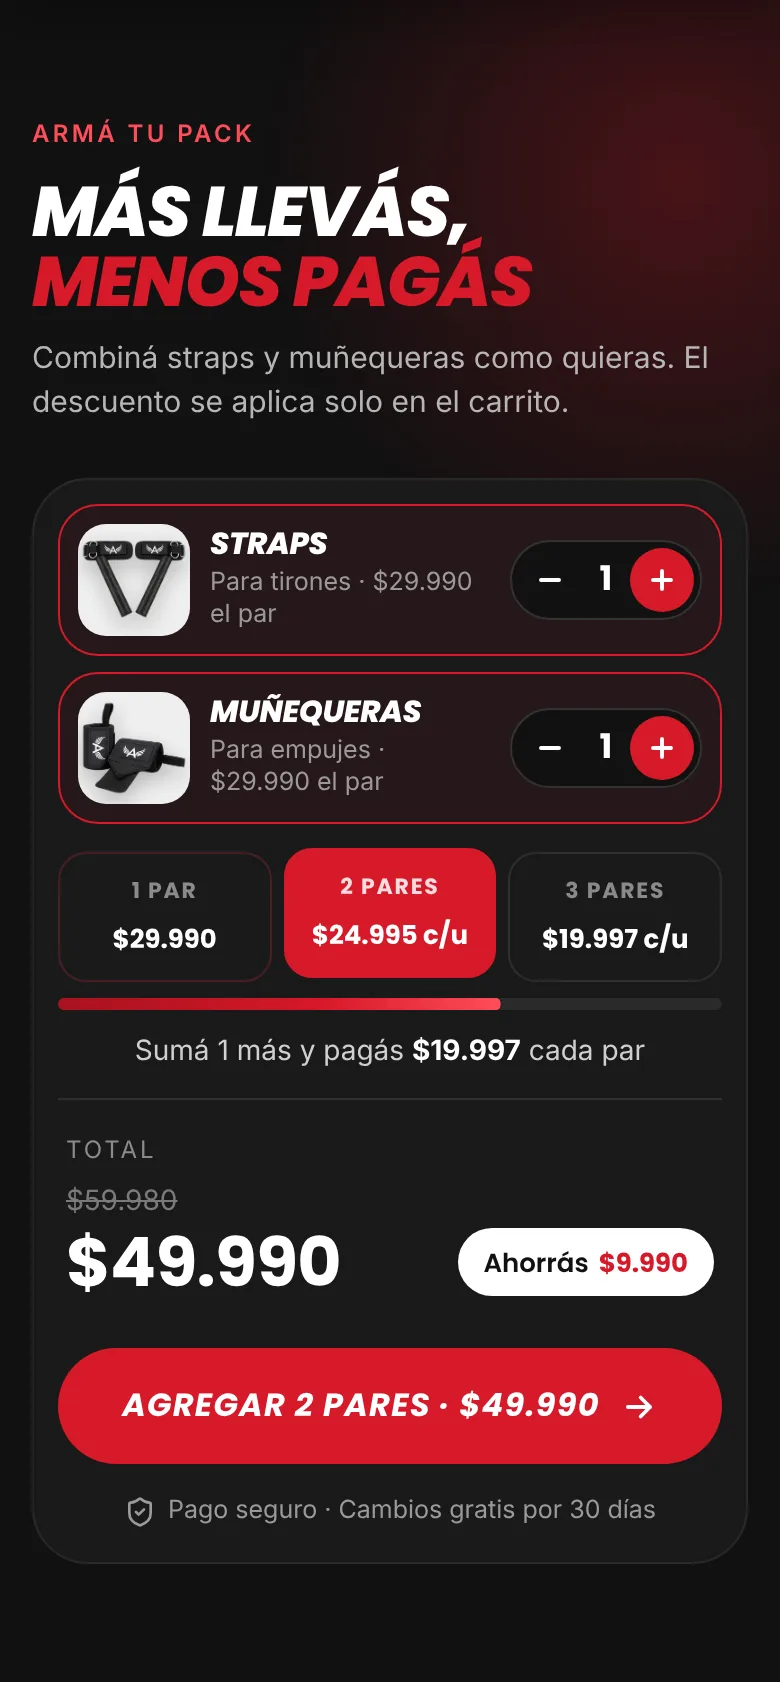 ARMÁ TU PACK
MÁS LLEVÁS,
MENOS PAGÁS
Combiná straps y muñequeras como quieras. El
descuento se aplica solo en el carrito.
STRAPS
Para tirones · $29.990
el par
− 1 +
MUÑEQUERAS
Para empujes ·
$29.990 el par
− 1 +
1 PAR
$29.990
2 PARES
$24.995 c/u
3 PARES
$19.997 c/u
Sumá 1 más y pagás $19.997 cada par
TOTAL
$59.980
$49.990
Ahorrás $9.990
AGREGAR 2 PARES · $49.990 →
Pago seguro · Cambios gratis por 30 días